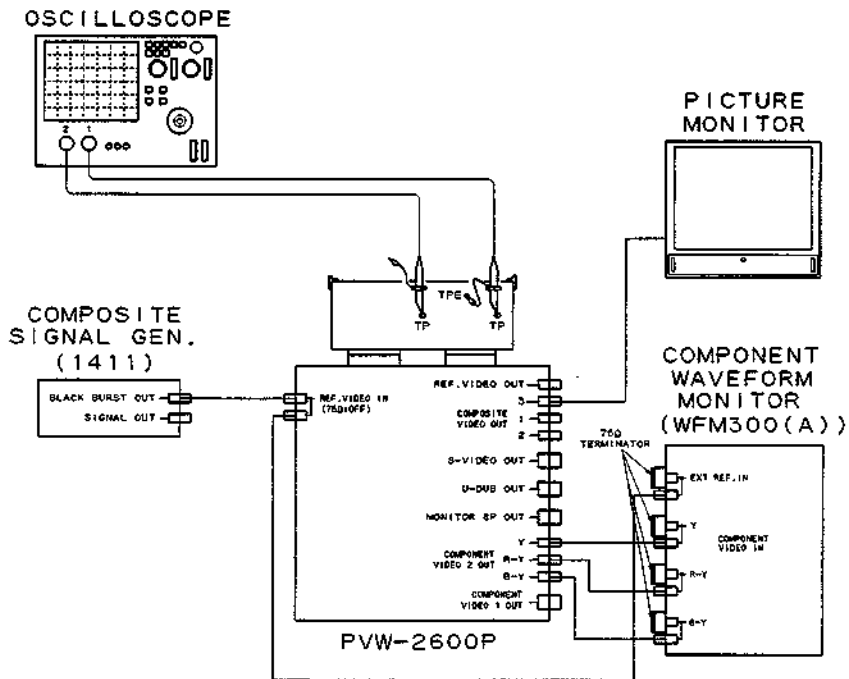 OSCILLOSCOPE
2 1
PICTURE
MONITOR
TPE
TP TP
COMPOSITE
SIGNAL GEN.
(1411)
BLACK BURST OUT
SIGNAL OUT
REF.VIDEO IN
(75Ω:OFF)
REF.VIDEO OUT
3
COMPOSITE
VIDEO OUT
1
2
S-VIDEO OUT
U-DUB OUT
MONITOR SP OUT
Y
COMPONENT
VIDEO 2 OUT
R-Y
B-Y
COMPONENT
VIDEO 1 OUT
PVW-2600P
COMPONENT
WAVEFORM
MONITOR
(WFM300(A))
75Ω
TERMINATOR
EXT REF.IN
Y
COMPONENT
VIDEO IN
R-Y
B-Y